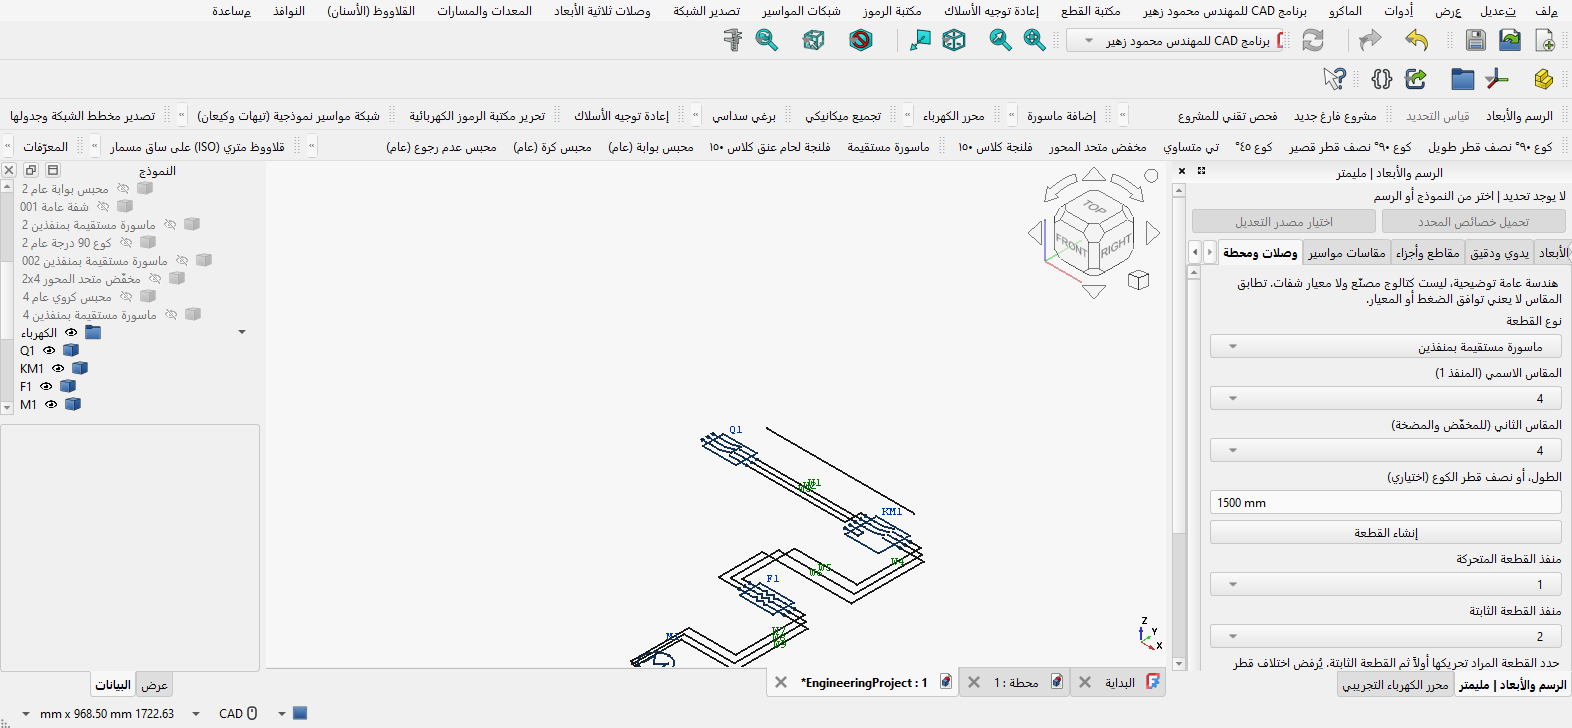 ملف تعديل عرض أدوات الماكرو برنامج CAD للمهندس محمود زهير مكتبة القطع إعادة توجيه الأسلاك مكتبة الرموز شبكات المواسير تصدير الشبكة وصلات ثلاثية الأبعاد المعدات والمسارات القلاووظ (الأسنان) النوافذ مساعدة
برنامج CAD للمهندس محمود زهير
الرسم والأبعاد قياس التحديد مشروع فارغ جديد فحص تقني للمشروع » إضافة ماسورة » محرر الكهرباء » تجميع ميكانيكي برغي سداسي » إعادة توجيه الأسلاك تحرير مكتبة الرموز الكهربائية شبكة مواسير نموذجية (تيهات وكيعان) » تصدير مخطط الشبكة وجدولها
كوع ٩٠° نصف قطر طويل كوع ٩٠° نصف قطر قصير كوع ٤٥° تي متساوي مخفض متحد المحور فلنجة كلاس ١٥٠ ماسورة مستقيمة فلنجة لحام عنق كلاس ١٥٠ محبس بوابة (عام) محبس كرة (عام) محبس عدم رجوع (عام) » قلاووظ متري (ISO) على ساق مسمار » المعرّفات »
النموذج
محبس بوابة عام 2
شفة عامة 001
ماسورة مستقيمة بمنفذين 2
كوع 90 درجة عام 2
ماسورة مستقيمة بمنفذين 002
مخفّض متحد المحور 2x4
محبس كروي عام 4
ماسورة مستقيمة بمنفذين 4
الكهرباء
Q1
KM1
F1
M1
البيانات عرض
TOP
FRONT
RIGHT
Q1
W1
KM1
W4
W5
W6
F1
W9
M1
Z
Y
X
الرسم والأبعاد | مليمتر
لا يوجد تحديد | اختر من النموذج أو الرسم
تحميل خصائص المحدد
اختيار مصدر التعديل
الأبعاد يدوي ودقيق مقاطع وأجزاء مقاسات مواسير وصلات ومحطة
هندسة عامة توضيحية، ليست كتالوج مصنّع ولا معيار شفات. تطابق
المقاس لا يعني توافق الضغط أو المعيار.
نوع القطعة
ماسورة مستقيمة بمنفذين
المقاس الاسمي (المنفذ 1)
4
المقاس الثاني (للمخفّض والمضخة)
4
الطول، أو نصف قطر الكوع (اختياري)
1500 mm
إنشاء القطعة
منفذ القطعة المتحركة
1
منفذ القطعة الثابتة
2
حدد القطعة المراد تحريكها أولاً ثم القطعة الثابتة. يُرفض اختلاف قطر
الرسم والأبعاد | مليمتر محرر الكهرباء التجريبي
البداية
محطة : 1
EngineeringProject : 1*
mm x 968.50 mm 1722.63
CAD